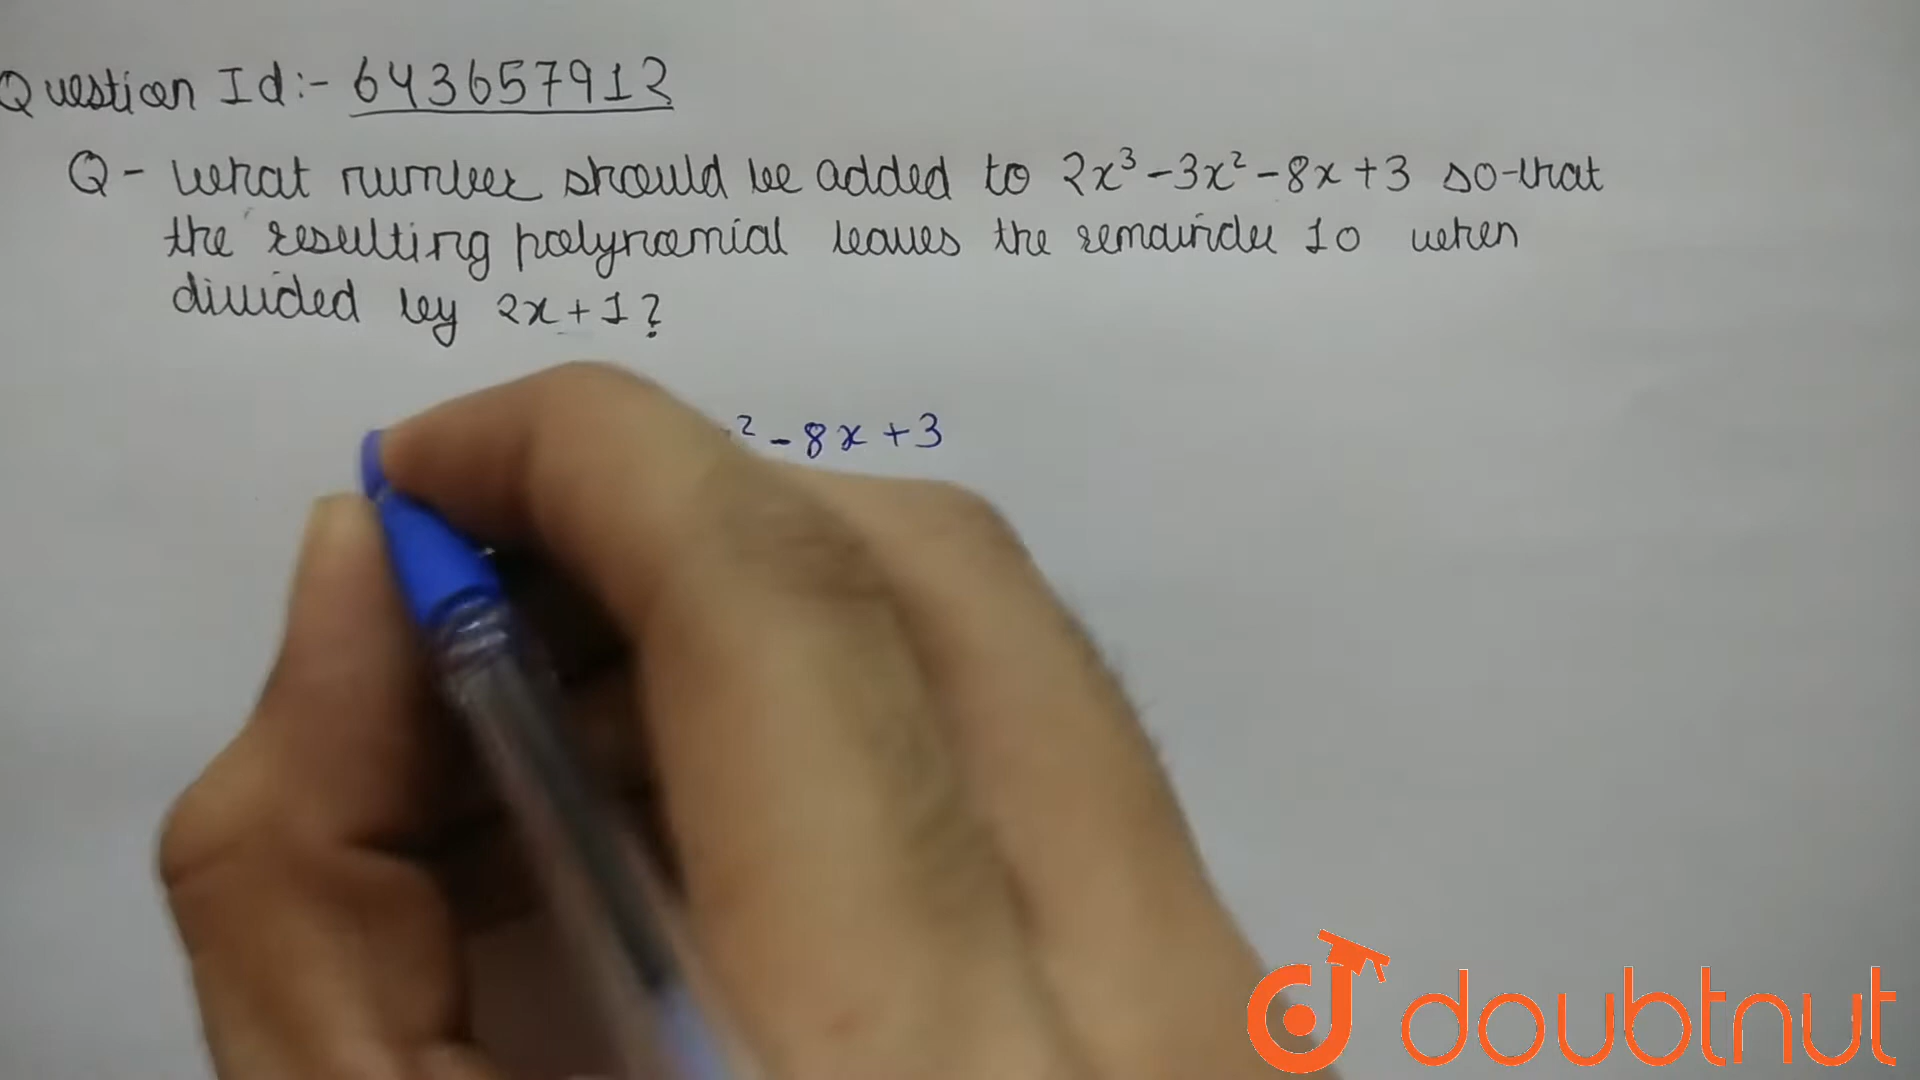 Question Id:- 643657912
Q - What number should be added to 2x³-3x²-8x+3 so-that
the resulting polynomial leaves the remainder 10 when
divided by 2x+1?
² - 8x + 3
doubtnut